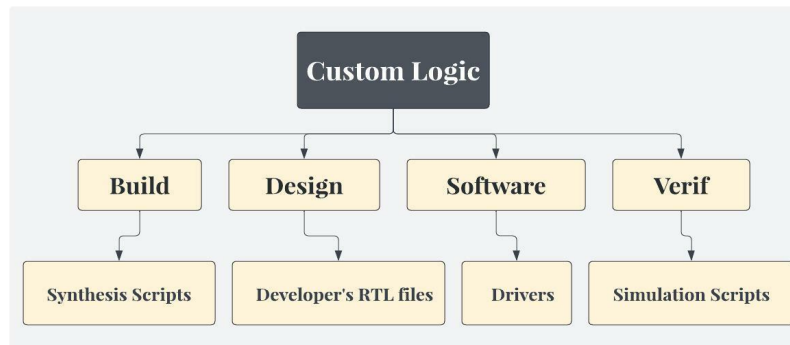 Custom Logic
Build
Design
Software
Verif
Synthesis Scripts
Developer's RTL files
Drivers
Simulation Scripts